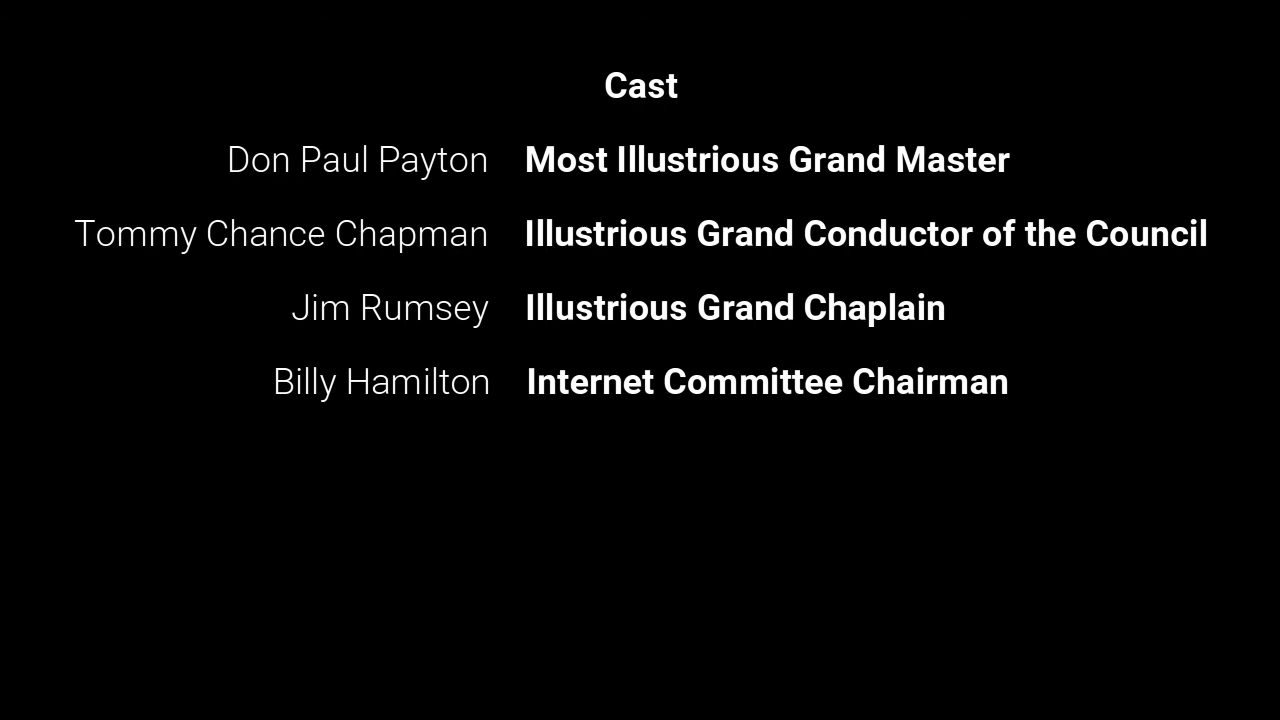 Cast
Don Paul Payton Most Illustrious Grand Master
Tommy Chance Chapman Illustrious Grand Conductor of the Council
Jim Rumsey Illustrious Grand Chaplain
Billy Hamilton Internet Committee Chairman